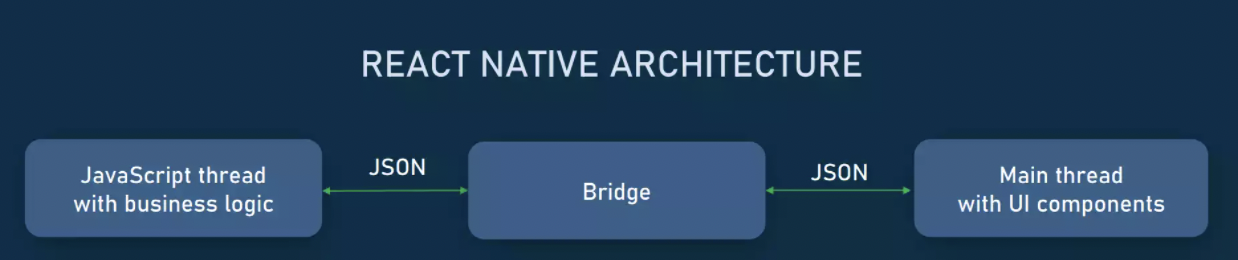 REACT NATIVE ARCHITECTURE
JavaScript thread
with business logic
JSON
Bridge
JSON
Main thread
with UI components